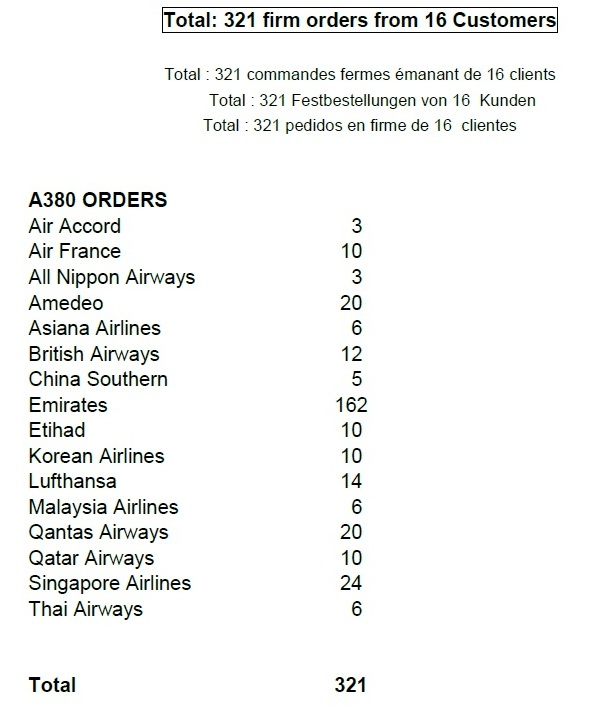 Total: 321 firm orders from 16 Customers
Total : 321 commandes fermes émanant de 16 clients
Total : 321 Festbestellungen von 16 Kunden
Total : 321 pedidos en firme de 16 clientes
A380 ORDERS
Air Accord 3
Air France 10
All Nippon Airways 3
Amedeo 20
Asiana Airlines 6
British Airways 12
China Southern 5
Emirates 162
Etihad 10
Korean Airlines 10
Lufthansa 14
Malaysia Airlines 6
Qantas Airways 20
Qatar Airways 10
Singapore Airlines 24
Thai Airways 6
Total 321